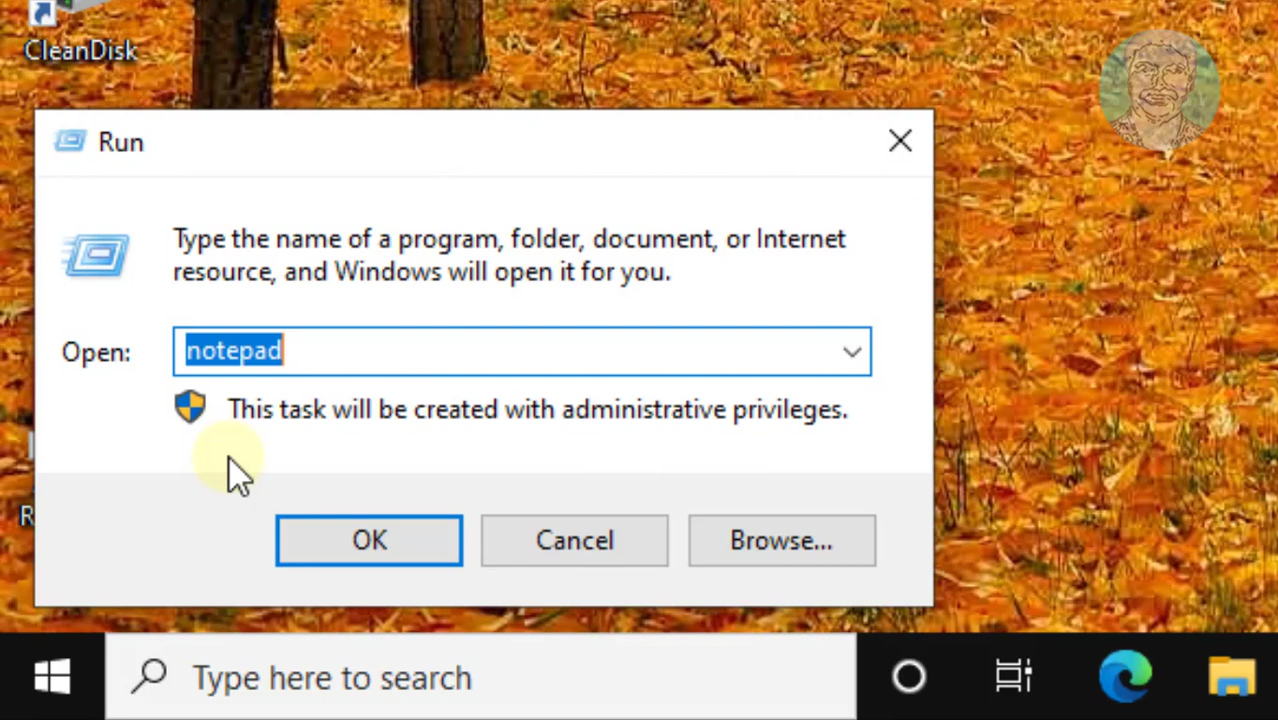 CleanDisk
Run
Type the name of a program, folder, document, or Internet
resource, and Windows will open it for you.
Open: notepad
This task will be created with administrative privileges.
R
OK Cancel Browse...
Type here to search